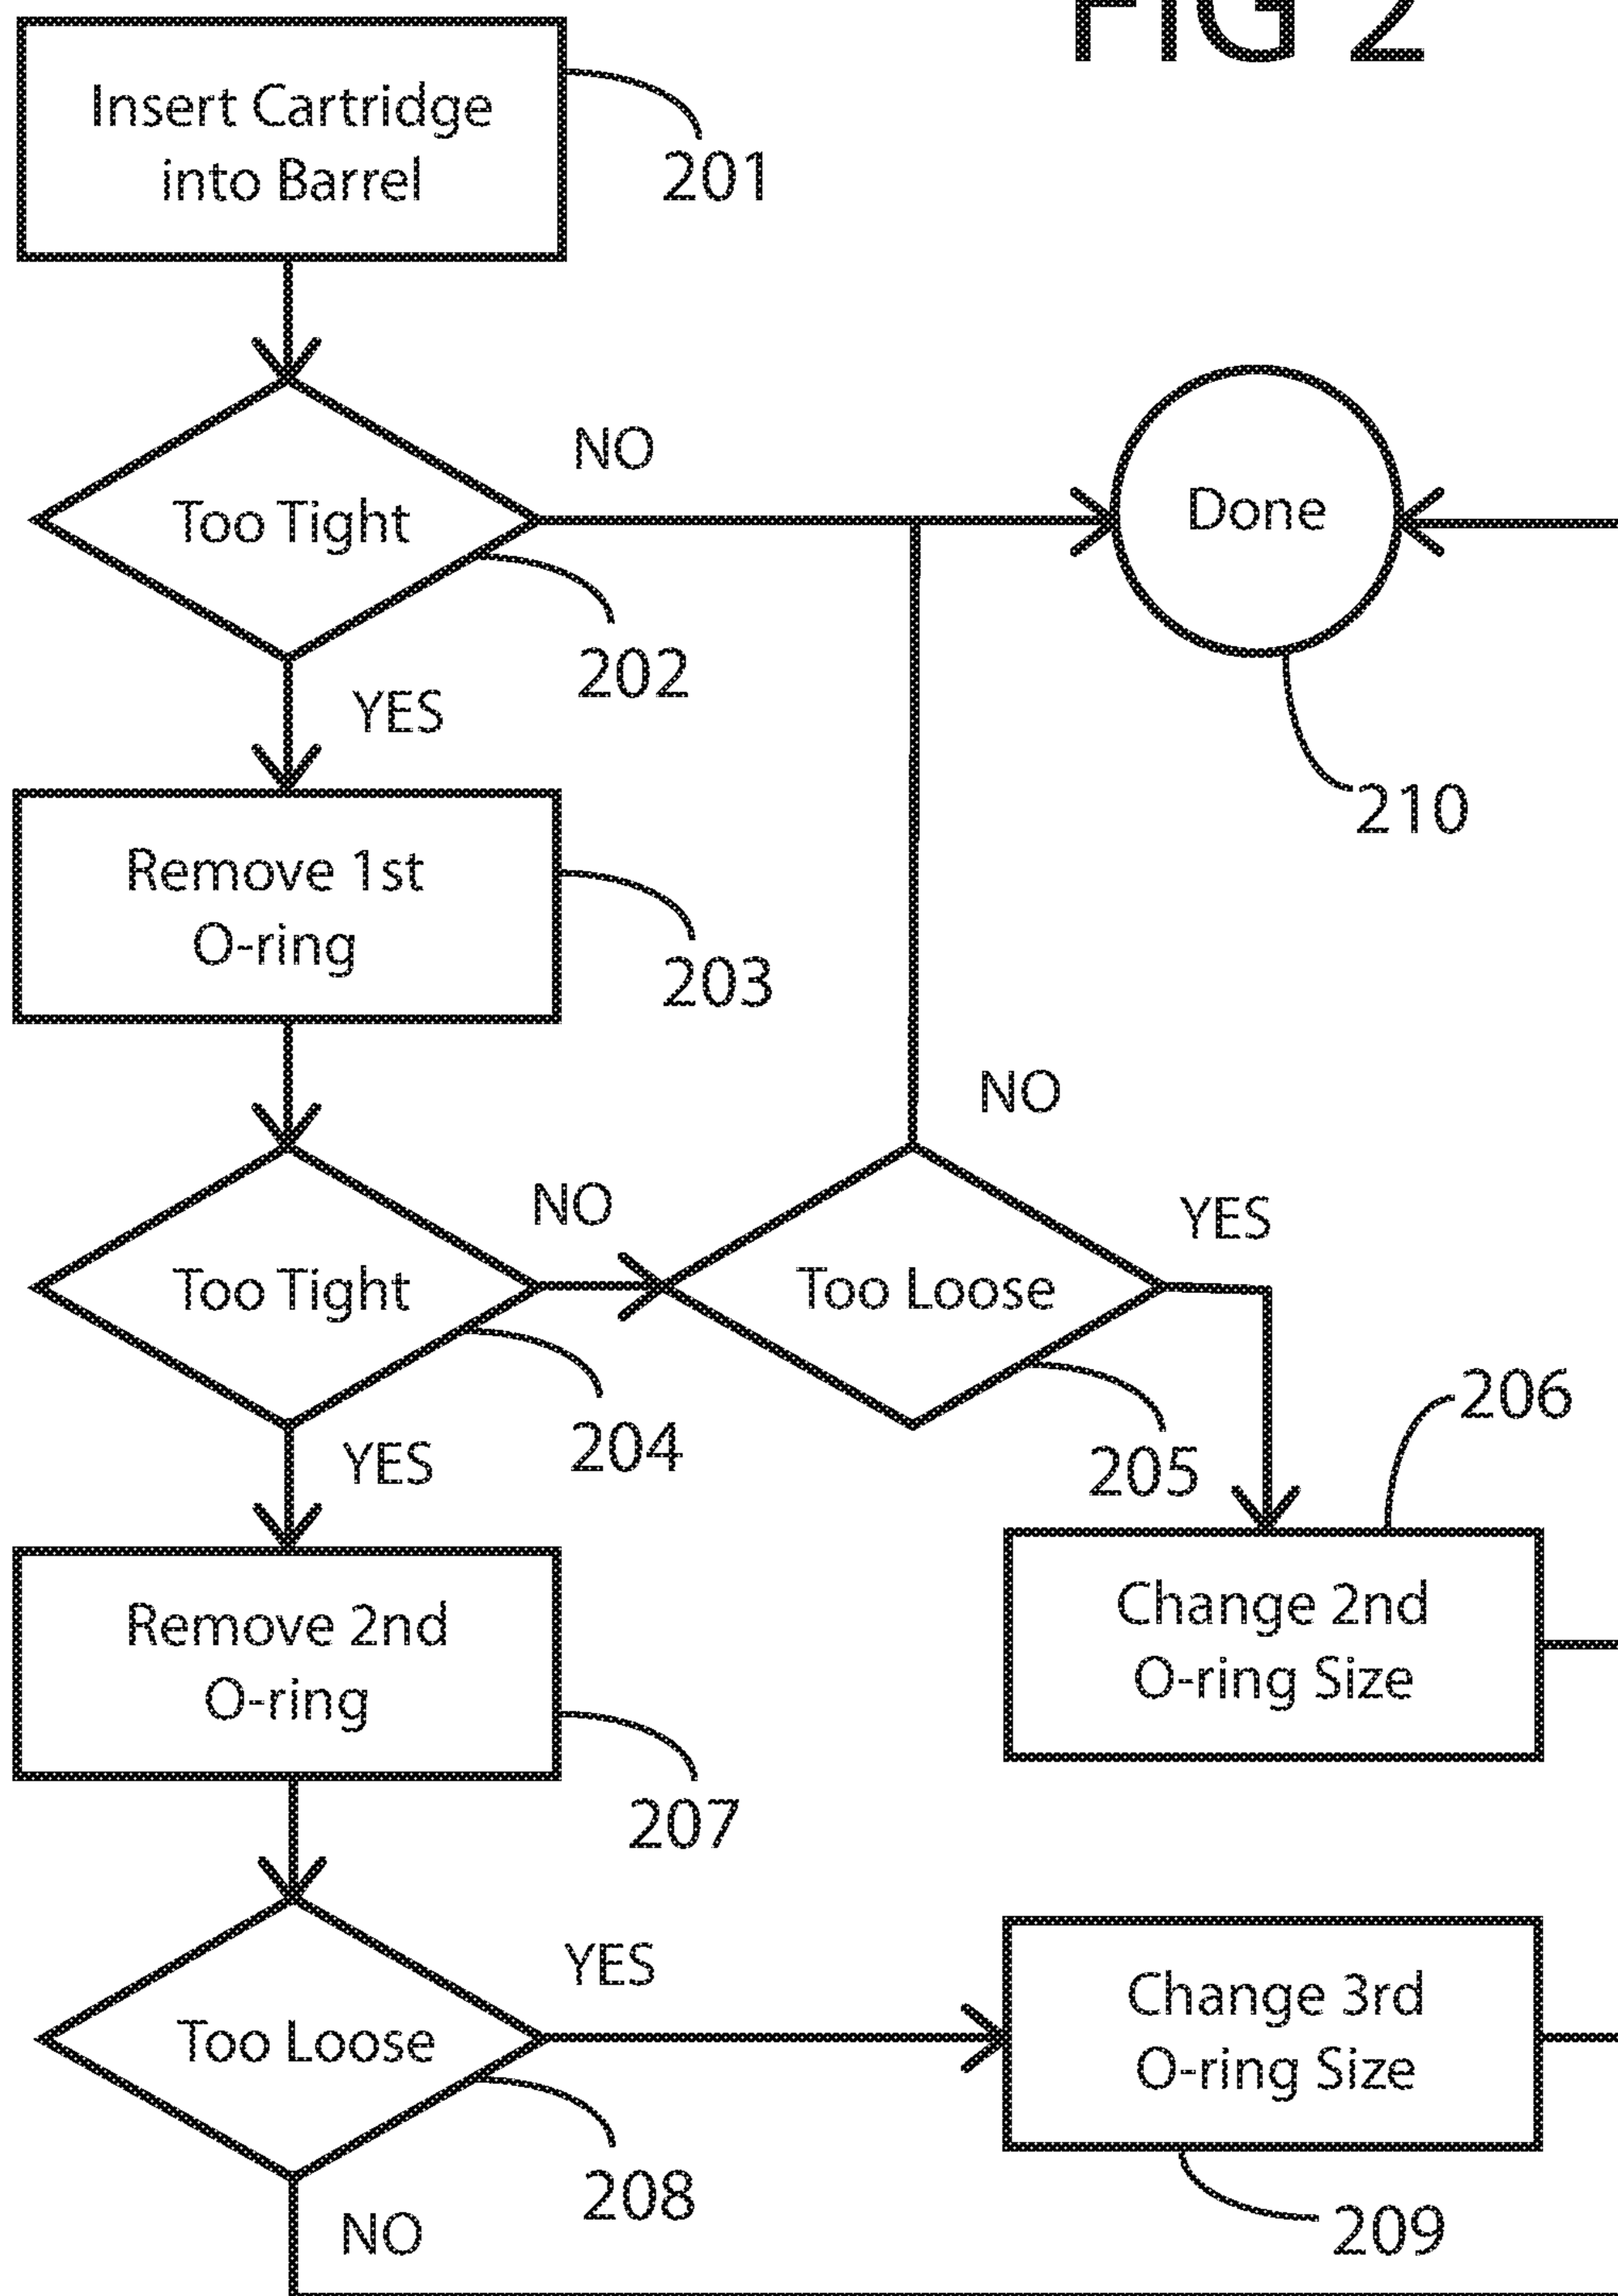 FIG 2
Insert Cartridge
into Barrel
201
NO
Too Tight
Done
202
YES
210
Remove 1st
O-ring
203
NO
NO
YES
Too Tight
Too Loose
206
204
205
YES
Remove 2nd
O-ring
Change 2nd
O-ring Size
207
YES
Too Loose
Change 3rd
O-ring Size
208
209
NO